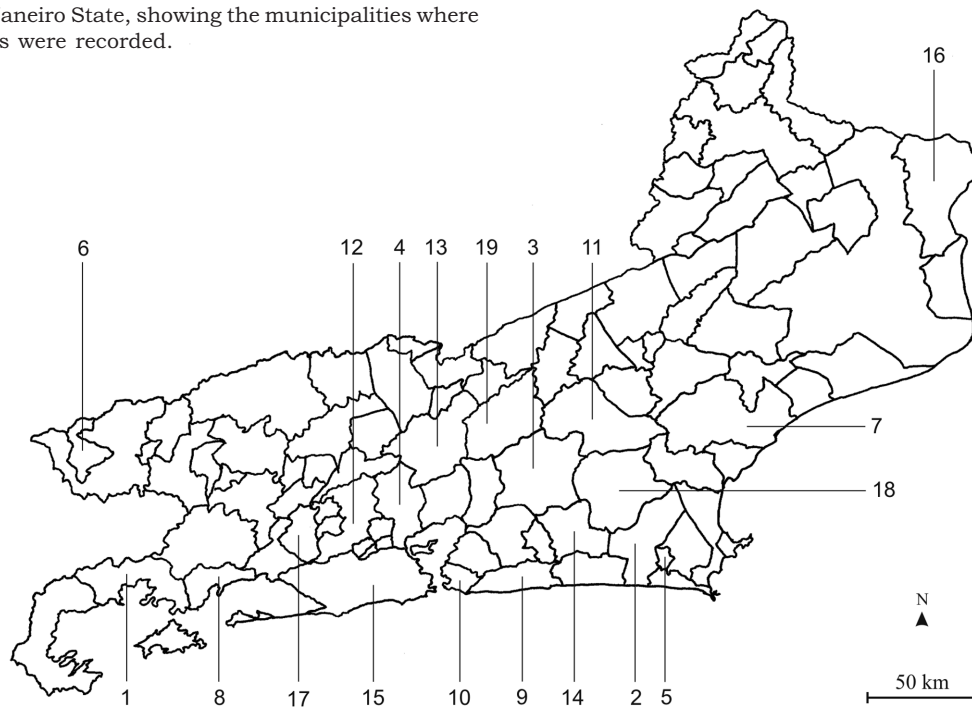 aneiro State, showing the municipalities where
s were recorded.
16
6 12 4 13 19 3 11
7
18
N
50 km
1 8 17 15 10 9 14 2 5